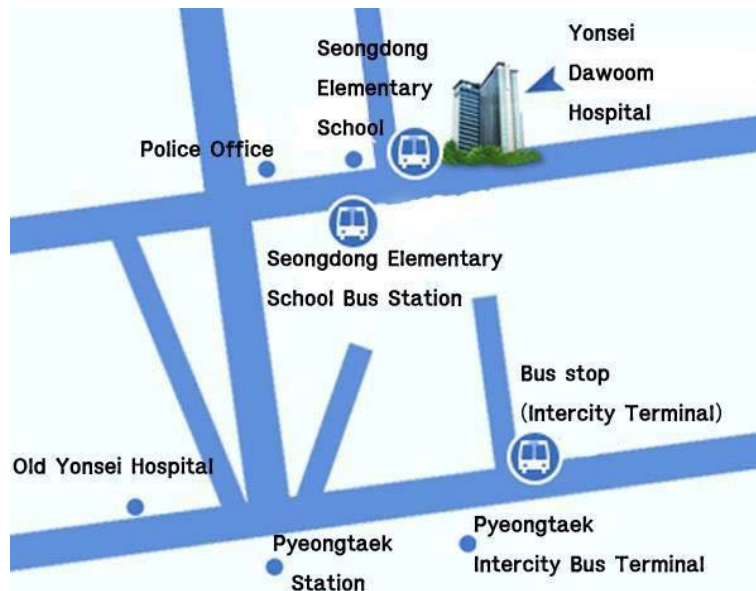 Seongdong
Elementary
School
Yonsei
Dawoom
Hospital
Police Office
Seongdong Elementary
School Bus Station
Bus stop
(Intercity Terminal)
Old Yonsei Hospital
Pyeongtaek
Station
Pyeongtaek
Intercity Bus Terminal